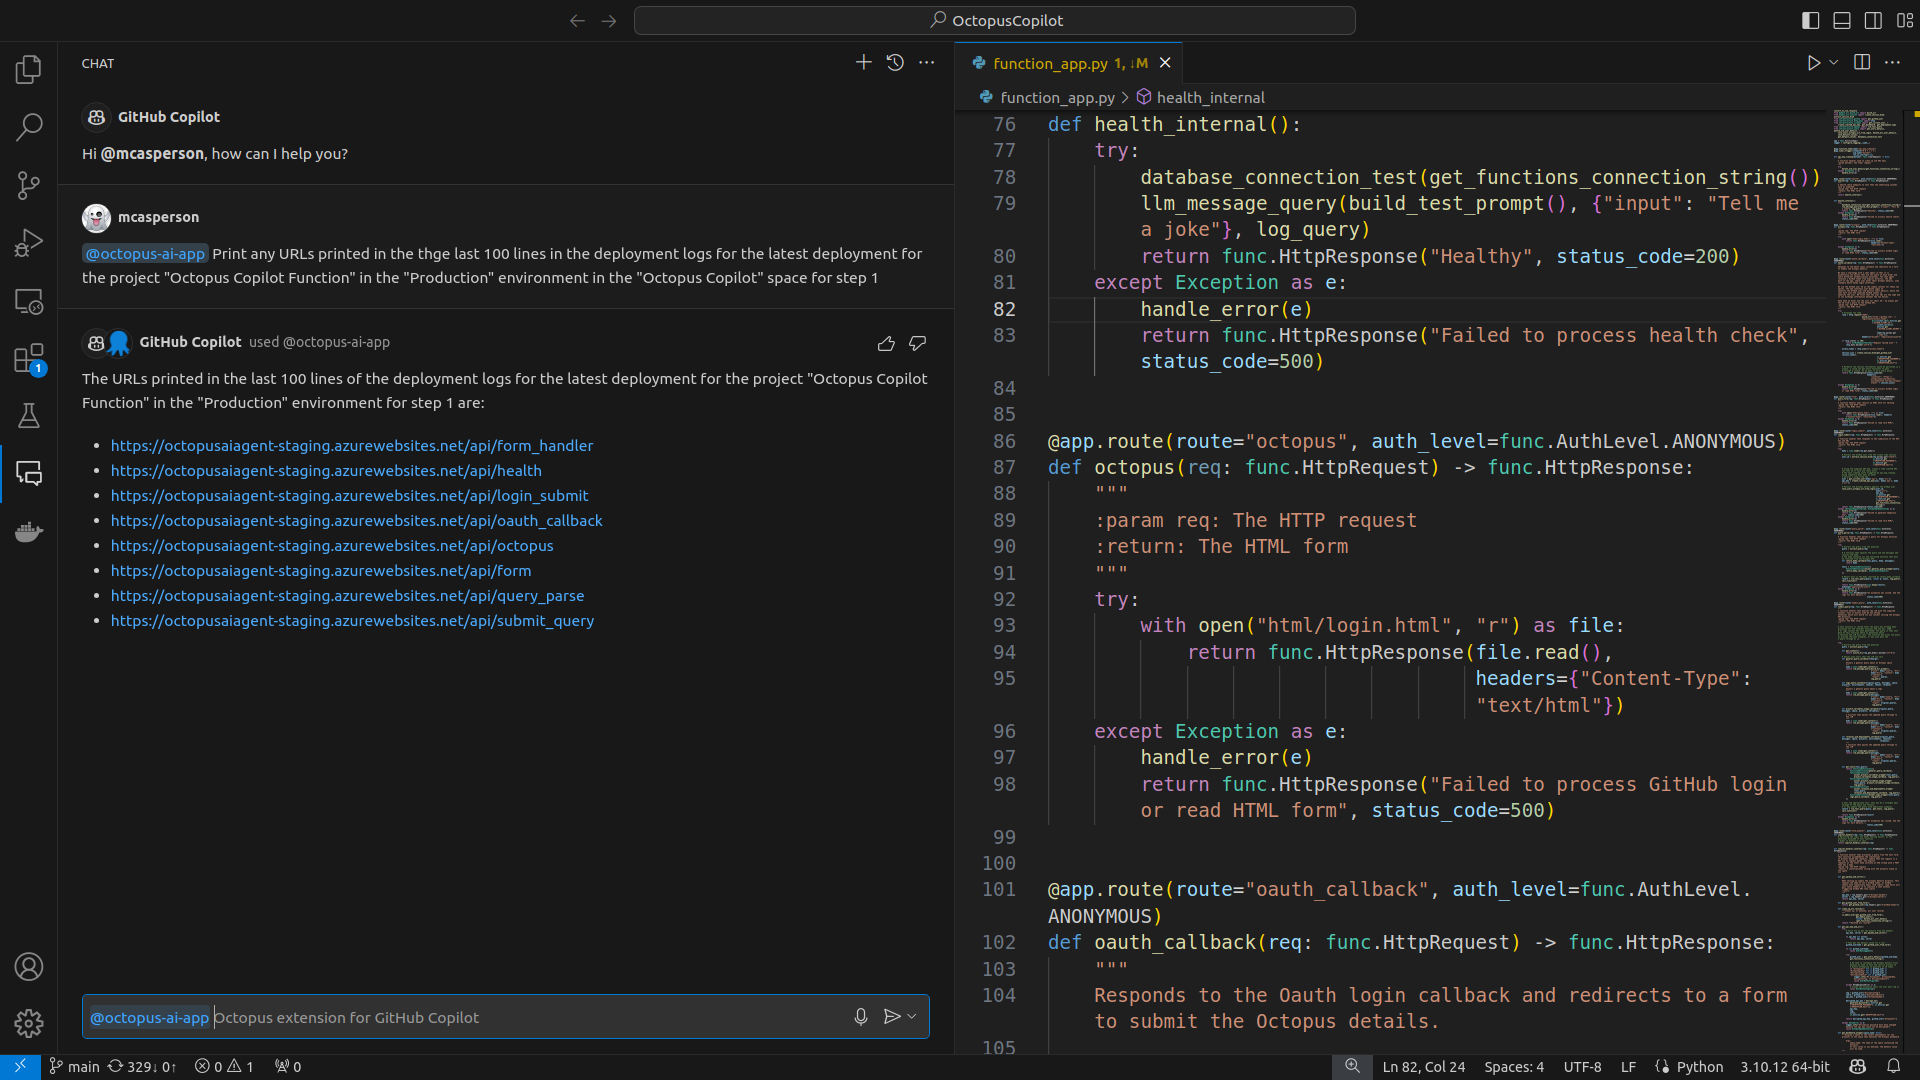 OctopusCopilot
CHAT
GitHub Copilot
Hi @mcasperson, how can I help you?
mcasperson
@octopus-ai-app Print any URLs printed in the thge last 100 lines in the deployment logs for the latest deployment for
the project "Octopus Copilot Function" in the "Production" environment in the "Octopus Copilot" space for step 1
GitHub Copilot used @octopus-ai-app
The URLs printed in the last 100 lines of the deployment logs for the latest deployment for the project "Octopus Copilot
Function" in the "Production" environment for step 1 are:
• https://octopusaiagent-staging.azurewebsites.net/api/form_handler
• https://octopusaiagent-staging.azurewebsites.net/api/health
• https://octopusaiagent-staging.azurewebsites.net/api/login_submit
• https://octopusaiagent-staging.azurewebsites.net/api/oauth_callback
• https://octopusaiagent-staging.azurewebsites.net/api/octopus
• https://octopusaiagent-staging.azurewebsites.net/api/form
• https://octopusaiagent-staging.azurewebsites.net/api/query_parse
• https://octopusaiagent-staging.azurewebsites.net/api/submit_query
1
@octopus-ai-app Octopus extension for GitHub Copilot
function_app.py 1, ↓M
function_app.py > health_internal
76 def health_internal():
77 try:
78 database_connection_test(get_functions_connection_string())
79 llm_message_query(build_test_prompt(), {"input": "Tell me
a joke"}, log_query)
80 return func.HttpResponse("Healthy", status_code=200)
81 except Exception as e:
82 handle_error(e)
83 return func.HttpResponse("Failed to process health check",
status_code=500)
84
85
86 @app.route(route="octopus", auth_level=func.AuthLevel.ANONYMOUS)
87 def octopus(req: func.HttpRequest) -> func.HttpResponse:
88 """
89 :param req: The HTTP request
90 :return: The HTML form
91 """
92 try:
93 with open("html/login.html", "r") as file:
94 return func.HttpResponse(file.read(),
95 headers={"Content-Type":
"text/html"})
96 except Exception as e:
97 handle_error(e)
98 return func.HttpResponse("Failed to process GitHub login
or read HTML form", status_code=500)
99
100
101 @app.route(route="oauth_callback", auth_level=func.AuthLevel.
ANONYMOUS)
102 def oauth_callback(req: func.HttpRequest) -> func.HttpResponse:
103 """
104 Responds to the Oauth login callback and redirects to a form
to submit the Octopus details.
105
main 329↓ 0↑ 0 1 0
Ln 82, Col 24 Spaces: 4 UTF-8 LF Python 3.10.12 64-bit